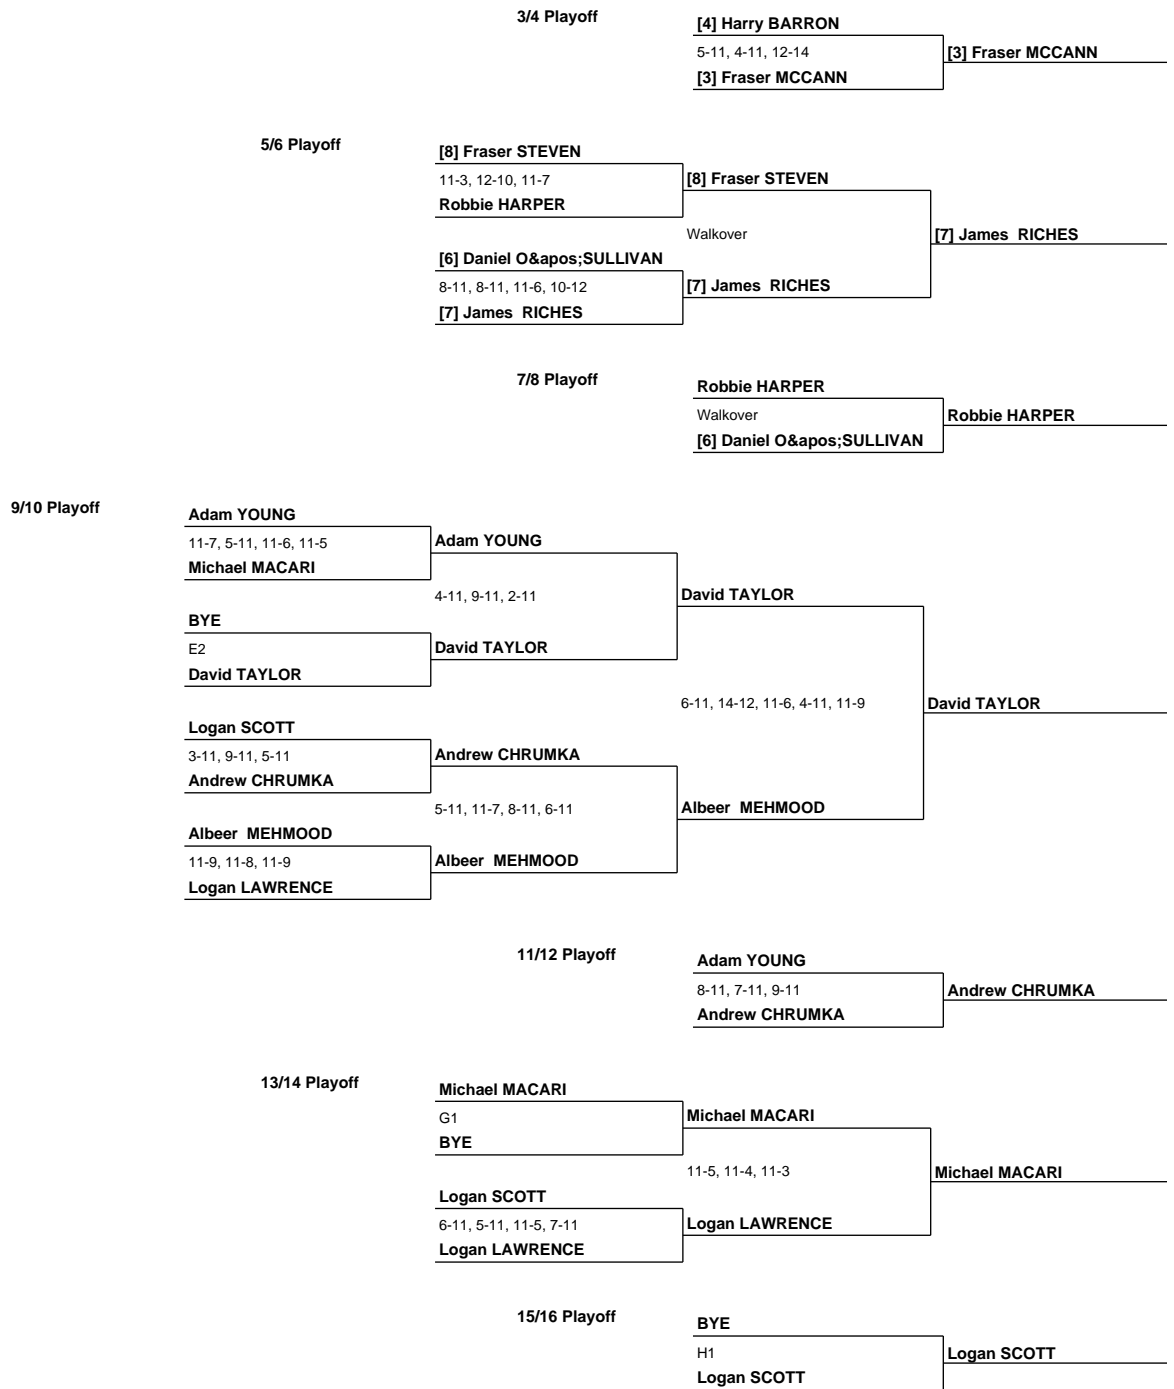 3/4 Playoff
[4] Harry BARRON
5-11, 4-11, 12-14
[3] Fraser MCCANN
[3] Fraser MCCANN
5/6 Playoff
[8] Fraser STEVEN
11-3, 12-10, 11-7
[8] Fraser STEVEN
Robbie HARPER
Walkover
[7] James  RICHES
[6] Daniel O&apos;SULLIVAN
8-11, 8-11, 11-6, 10-12
[7] James  RICHES
[7] James  RICHES
7/8 Playoff
Robbie HARPER
Walkover
Robbie HARPER
[6] Daniel O&apos;SULLIVAN
9/10 Playoff
Adam YOUNG
11-7, 5-11, 11-6, 11-5
Adam YOUNG
Michael MACARI
4-11, 9-11, 2-11
David TAYLOR
BYE
E2
David TAYLOR
David TAYLOR
6-11, 14-12, 11-6, 4-11, 11-9
David TAYLOR
Logan SCOTT
3-11, 9-11, 5-11
Andrew CHRUMKA
Andrew CHRUMKA
5-11, 11-7, 8-11, 6-11
Albeer  MEHMOOD
Albeer  MEHMOOD
11-9, 11-8, 11-9
Albeer  MEHMOOD
Logan LAWRENCE
11/12 Playoff
Adam YOUNG
8-11, 7-11, 9-11
Andrew CHRUMKA
Andrew CHRUMKA
13/14 Playoff
Michael MACARI
G1
Michael MACARI
BYE
11-5, 11-4, 11-3
Michael MACARI
Logan SCOTT
6-11, 5-11, 11-5, 7-11
Logan LAWRENCE
Logan LAWRENCE
15/16 Playoff
BYE
H1
Logan SCOTT
Logan SCOTT